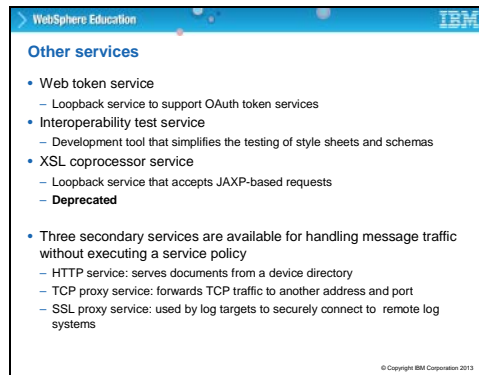 WebSphere Education
IBM
Other services
• Web token service
– Loopback service to support OAuth token services
• Interoperability test service
– Development tool that simplifies the testing of style sheets and schemas
• XSL coprocessor service
– Loopback service that accepts JAXP-based requests
– Deprecated
• Three secondary services are available for handling message traffic
without executing a service policy
– HTTP service: serves documents from a device directory
– TCP proxy service: forwards TCP traffic to another address and port
– SSL proxy service: used by log targets to securely connect to remote log
systems
© Copyright IBM Corporation 2013